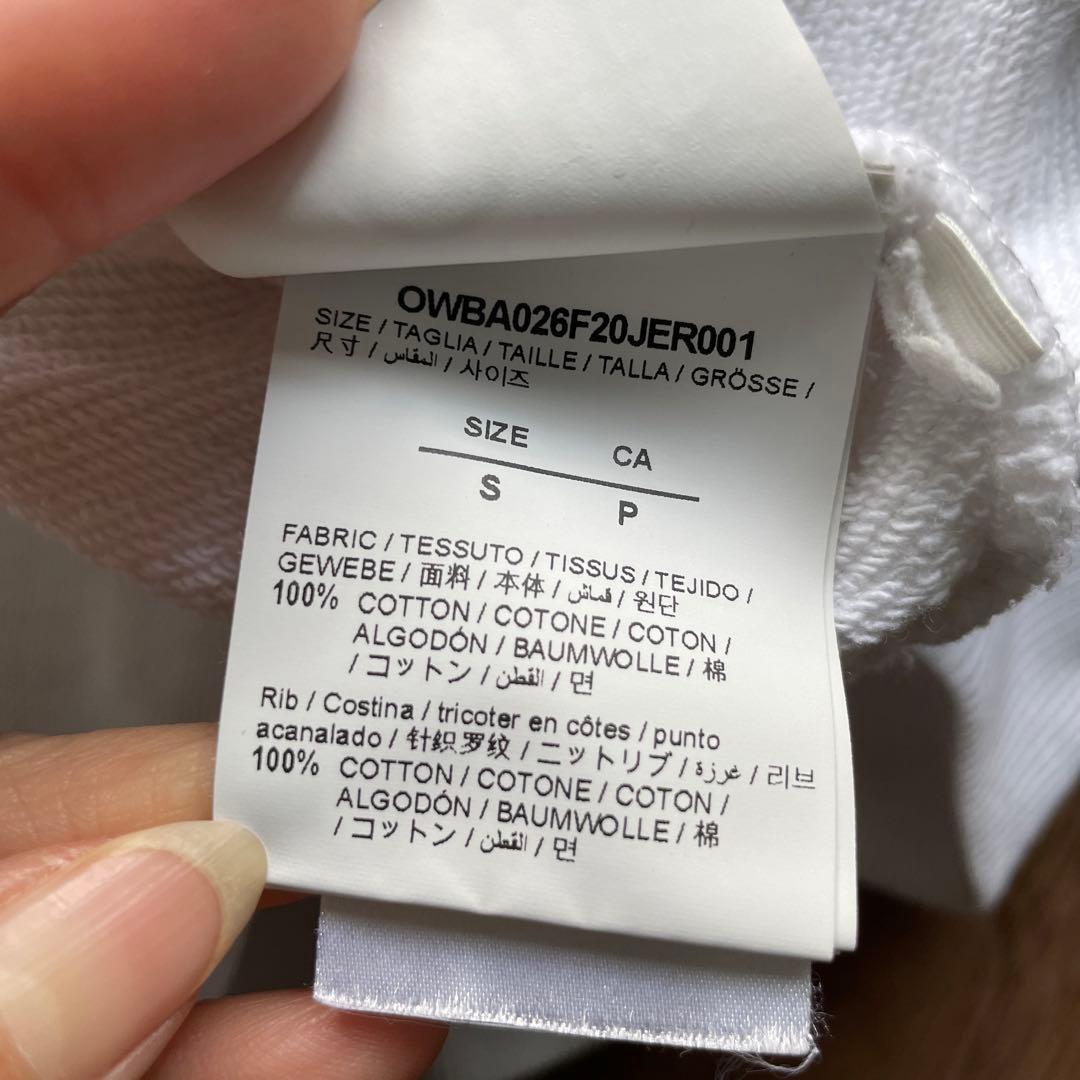 OWBA026F20JER001
SIZE / TAGLIA / TAILLE / TALLA / GRÖSSE /
尺寸 / المقاس / 사이즈
SIZE CA
S P
FABRIC / TESSUTO / TISSUS / TEJIDO /
GEWEBE / 面料 / 本体 / قماش / 원단
100% COTTON / COTONE / COTON /
ALGODÓN / BAUMWOLLE / 棉
/ コットン / القطن / 면
Rib / Costina / tricoter en côtes / punto
acanalado / 针织罗纹 / ニットリブ / غرزة / 리브
100% COTTON / COTONE / COTON /
ALGODÓN / BAUMWOLLE / 棉
/ コットン / القطن / 면